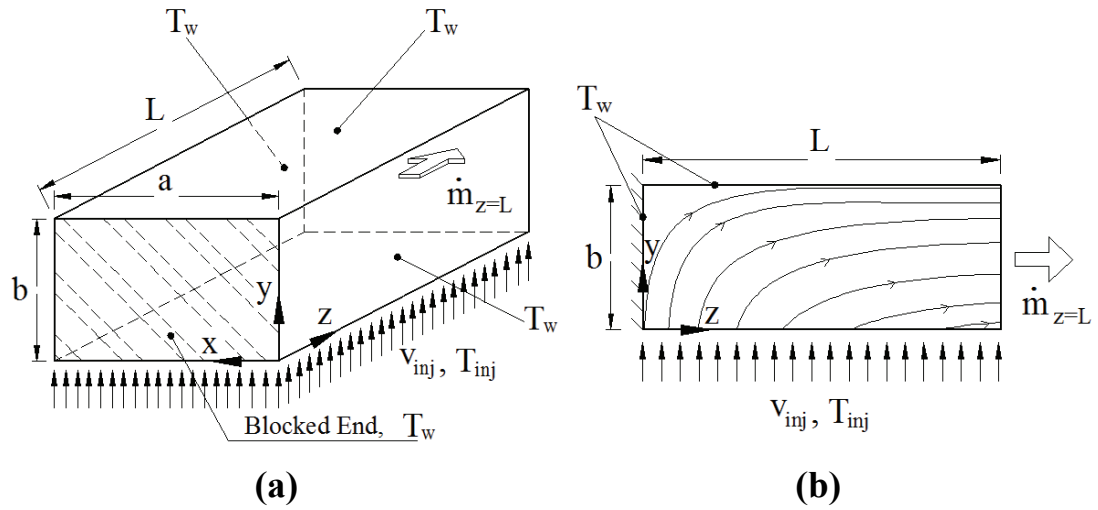 T_w
T_w
L
a
ṁ_z=L
b
y
z
x
T_w
v_inj , T_inj
Blocked End, T_w
(a)
T_w
L
b
y
z
ṁ_z=L
v_inj , T_inj
(b)